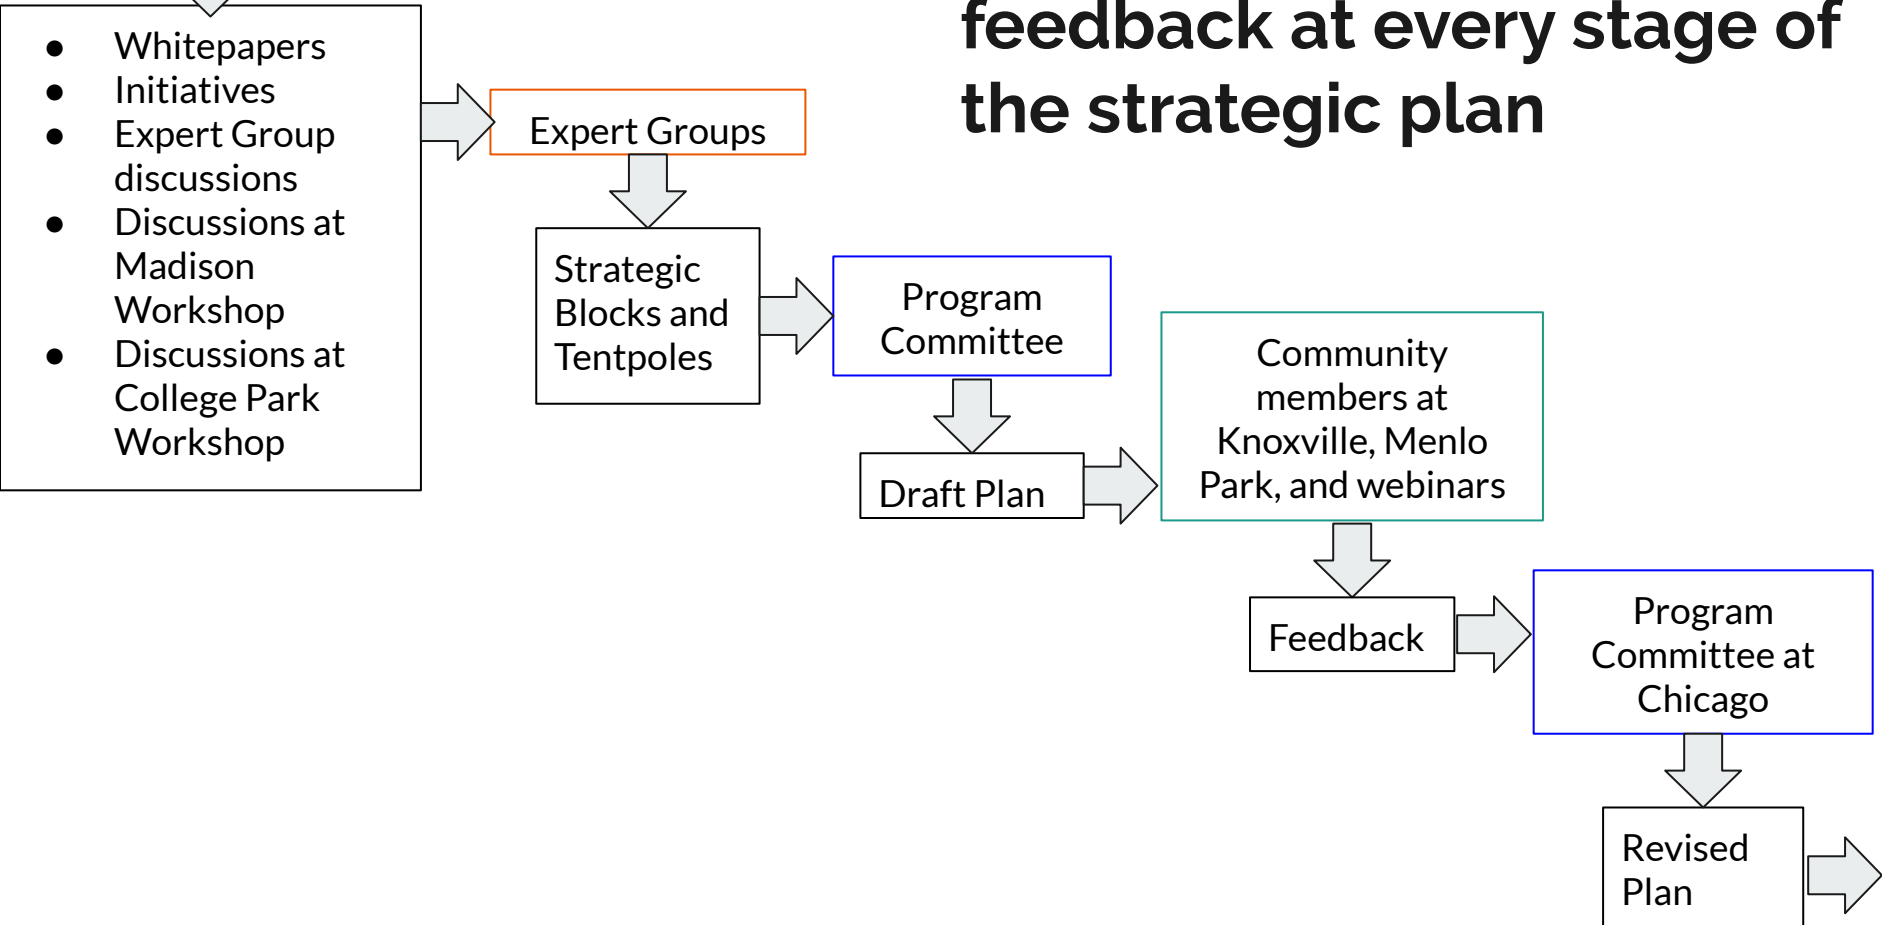 feedback at every stage of
the strategic plan
● Whitepapers
● Initiatives
● Expert Group
discussions
● Discussions at
Madison
Workshop
● Discussions at
College Park
Workshop
Expert Groups
Strategic
Blocks and
Tentpoles
Program
Committee
Draft Plan
Community
members at
Knoxville, Menlo
Park, and webinars
Feedback
Program
Committee at
Chicago
Revised
Plan